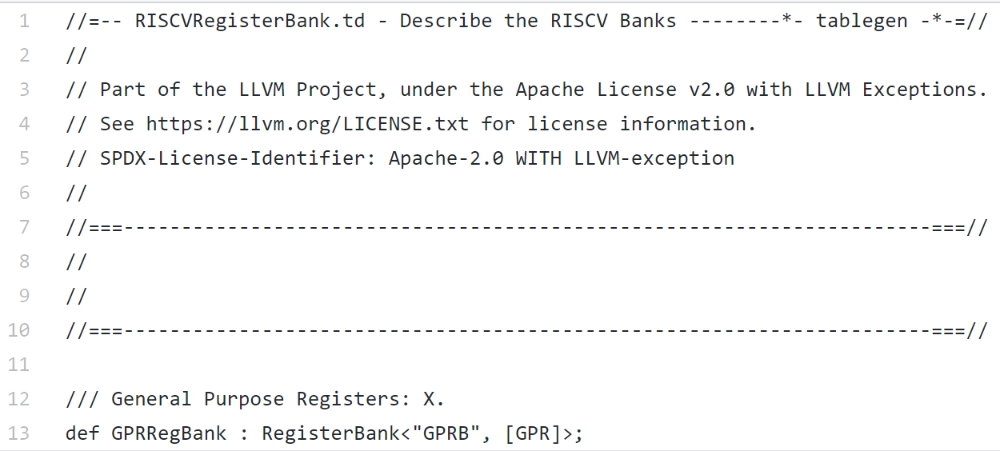 1 //=-- RISCVRegisterBank.td - Describe the RISCV Banks --------*- tablegen -*-=//
2 //
3 // Part of the LLVM Project, under the Apache License v2.0 with LLVM Exceptions.
4 // See https://llvm.org/LICENSE.txt for license information.
5 // SPDX-License-Identifier: Apache-2.0 WITH LLVM-exception
6 //
7 //===----------------------------------------------------------------------===//
8 //
9 //
10 //===----------------------------------------------------------------------===//
11
12 /// General Purpose Registers: X.
13 def GPRRegBank : RegisterBank<"GPRB", [GPR]>;